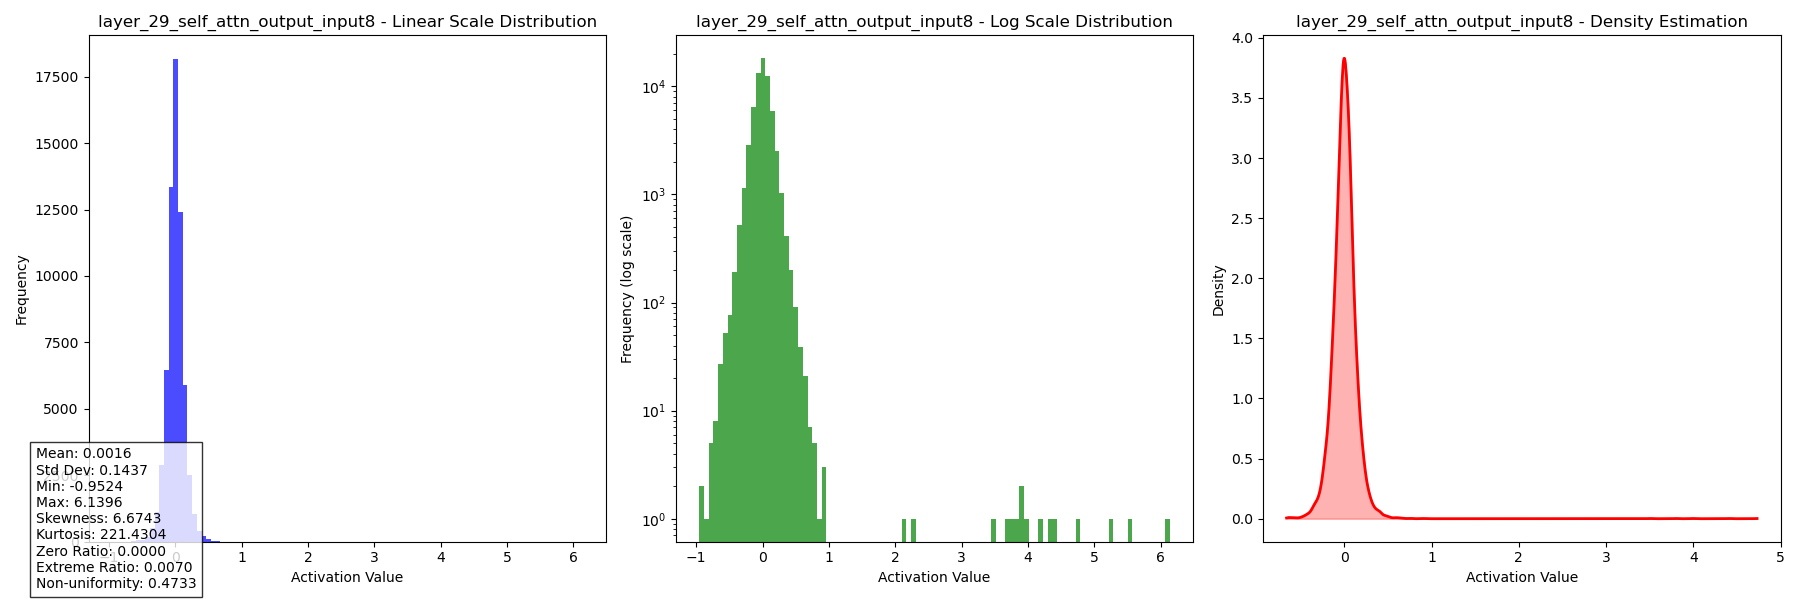 layer_29_self_attn_output_input8 - Linear Scale Distribution
Frequency
17500
15000
12500
10000
7500
5000
2500
0
Mean: 0.0016
Std Dev: 0.1437
Min: -0.9524
Max: 6.1396
Skewness: 6.6743
Kurtosis: 221.4304
Zero Ratio: 0.0000
Extreme Ratio: 0.0070
Non-uniformity: 0.4733
−1 0 1 2 3 4 5 6
Activation Value
layer_29_self_attn_output_input8 - Log Scale Distribution
Frequency (log scale)
10⁴
10³
10²
10¹
10⁰
−1 0 1 2 3 4 5 6
Activation Value
layer_29_self_attn_output_input8 - Density Estimation
Density
4.0
3.5
3.0
2.5
2.0
1.5
1.0
0.5
0.0
0 1 2 3 4 5
Activation Value